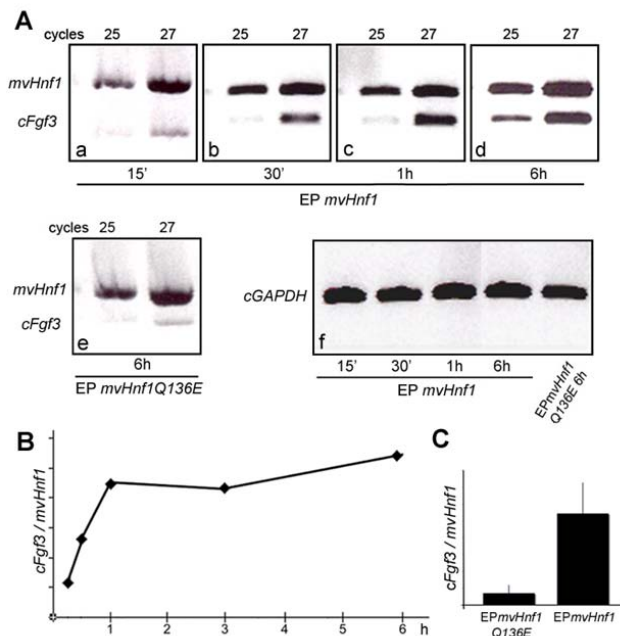 A
cycles 25 27 25 27 25 27 25 27
mvHnf1
cFgf3
a b c d
15' 30' 1h 6h
EP mvHnf1
cycles 25 27
mvHnf1
cFgf3
e
6h
EP mvHnf1Q136E
cGAPDH
f
15' 30' 1h 6h
EP mvHnf1
EPmvHnf1
Q136E 6h
B
cFgf3 / mvHnf1
1 2 3 4 5 6 h
C
cFgf3 / mvHnf1
EPmvHnf1 EPmvHnf1
Q136E